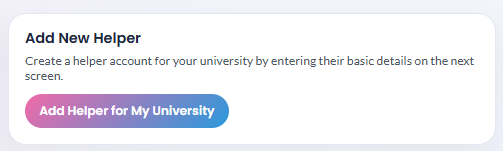 Add New Helper
Create a helper account for your university by entering their basic details on the next
screen.
Add Helper for My University